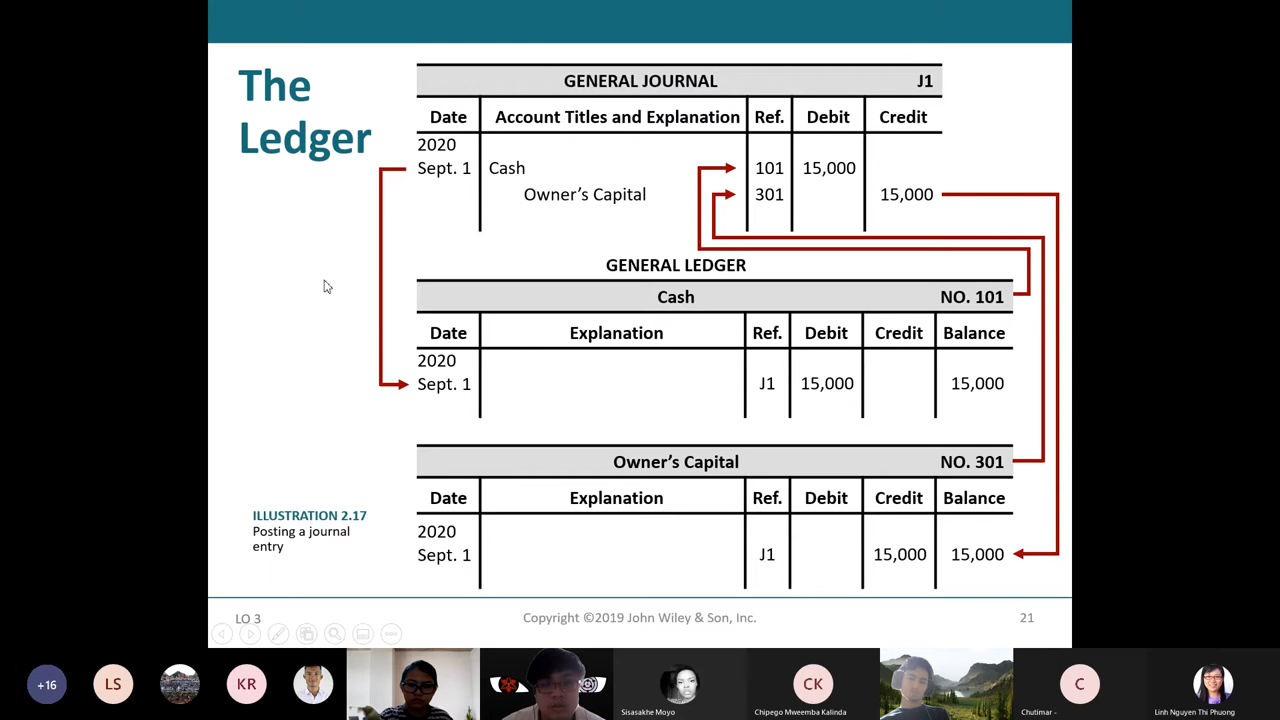 The
Ledger
GENERAL JOURNAL J1
Date Account Titles and Explanation Ref. Debit Credit
2020
Sept. 1 Cash 101 15,000
Owner's Capital 301 15,000
GENERAL LEDGER
Cash NO. 101
Date Explanation Ref. Debit Credit Balance
2020
Sept. 1 J1 15,000 15,000
Owner's Capital NO. 301
Date Explanation Ref. Debit Credit Balance
2020
Sept. 1 J1 15,000 15,000
ILLUSTRATION 2.17
Posting a journal
entry
LO 3 Copyright ©2019 John Wiley & Son, Inc. 21
+16 LS KR CK C
Sisasakhe Moyo Chipego Mweemba Kalinda Chutimar - Linh Nguyen Thi Phuong